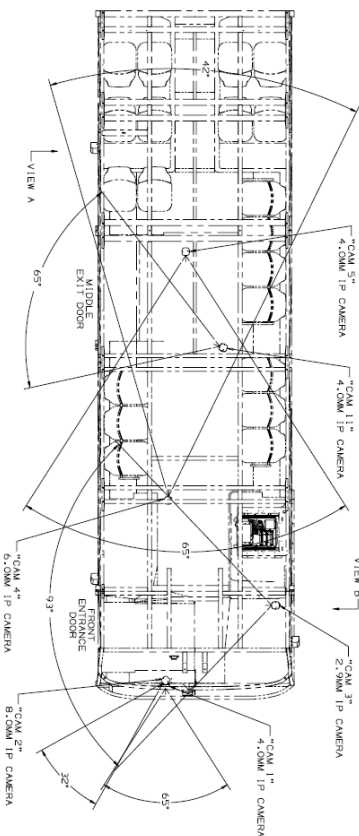 42°
VIEW A
"CAM 5"
4.0MM IP CAMERA
65°
MIDDLE
EXIT DOOR
"CAM 11"
4.0MM IP CAMERA
65°
VIEW B
"CAM 4"
6.0MM IP CAMERA
93°
FRONT
ENTRANCE
DOOR
"CAM 3"
2.9MM IP CAMERA
"CAM 2"
8.0MM IP CAMERA
32°
65°
"CAM 1"
4.0MM IP CAMERA